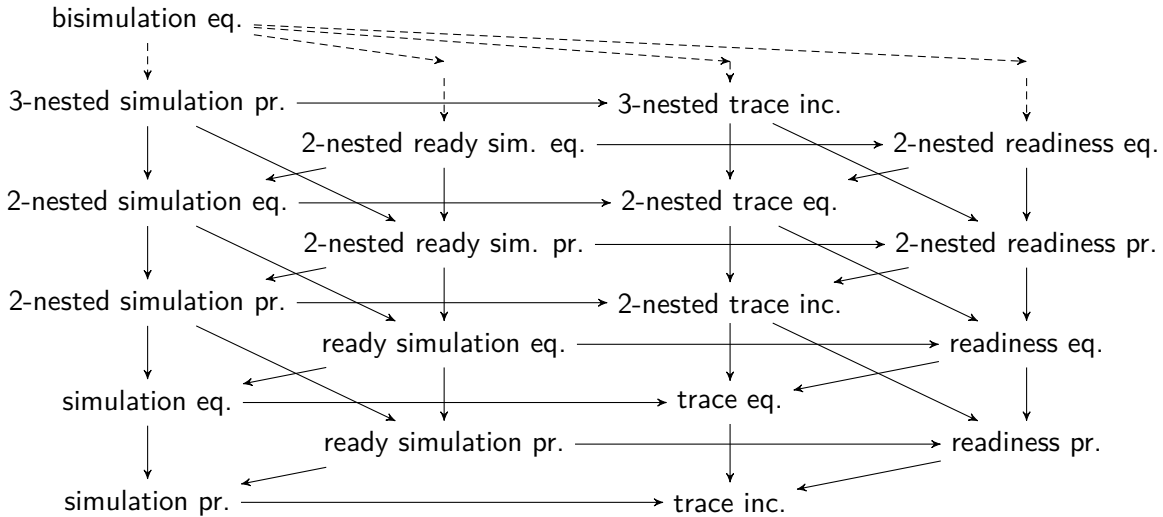 bisimulation eq.
3-nested simulation pr.
3-nested trace inc.
2-nested ready sim. eq.
2-nested readiness eq.
2-nested simulation eq.
2-nested trace eq.
2-nested ready sim. pr.
2-nested readiness pr.
2-nested simulation pr.
2-nested trace inc.
ready simulation eq.
readiness eq.
simulation eq.
trace eq.
ready simulation pr.
readiness pr.
simulation pr.
trace inc.